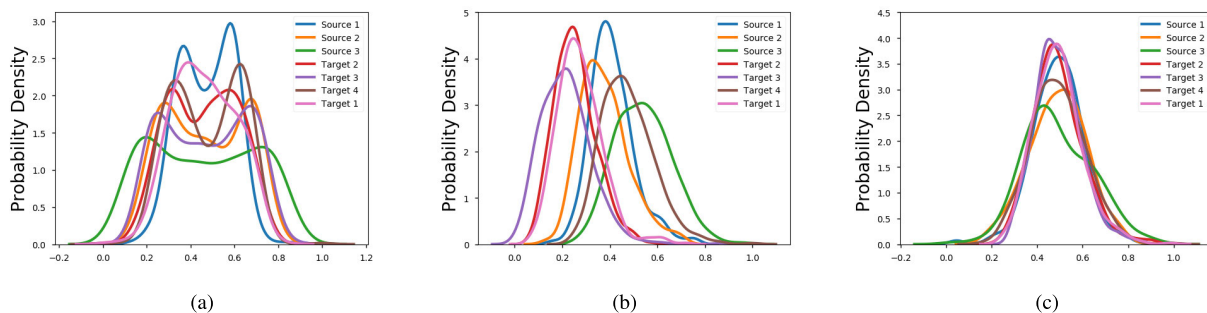 Probability Density
3.0
2.5
2.0
1.5
1.0
0.5
0.0
−0.2 0.0 0.2 0.4 0.6 0.8 1.0 1.2
Source 1
Source 2
Source 3
Target 2
Target 3
Target 4
Target 1
(a)
Probability Density
5
4
3
2
1
0
0.0 0.2 0.4 0.6 0.8 1.0
Source 1
Source 2
Source 3
Target 2
Target 3
Target 4
Target 1
(b)
Probability Density
4.5
4.0
3.5
3.0
2.5
2.0
1.5
1.0
0.5
0.0
−0.2 0.0 0.2 0.4 0.6 0.8 1.0
Source 1
Source 2
Source 3
Target 2
Target 3
Target 4
Target 1
(c)